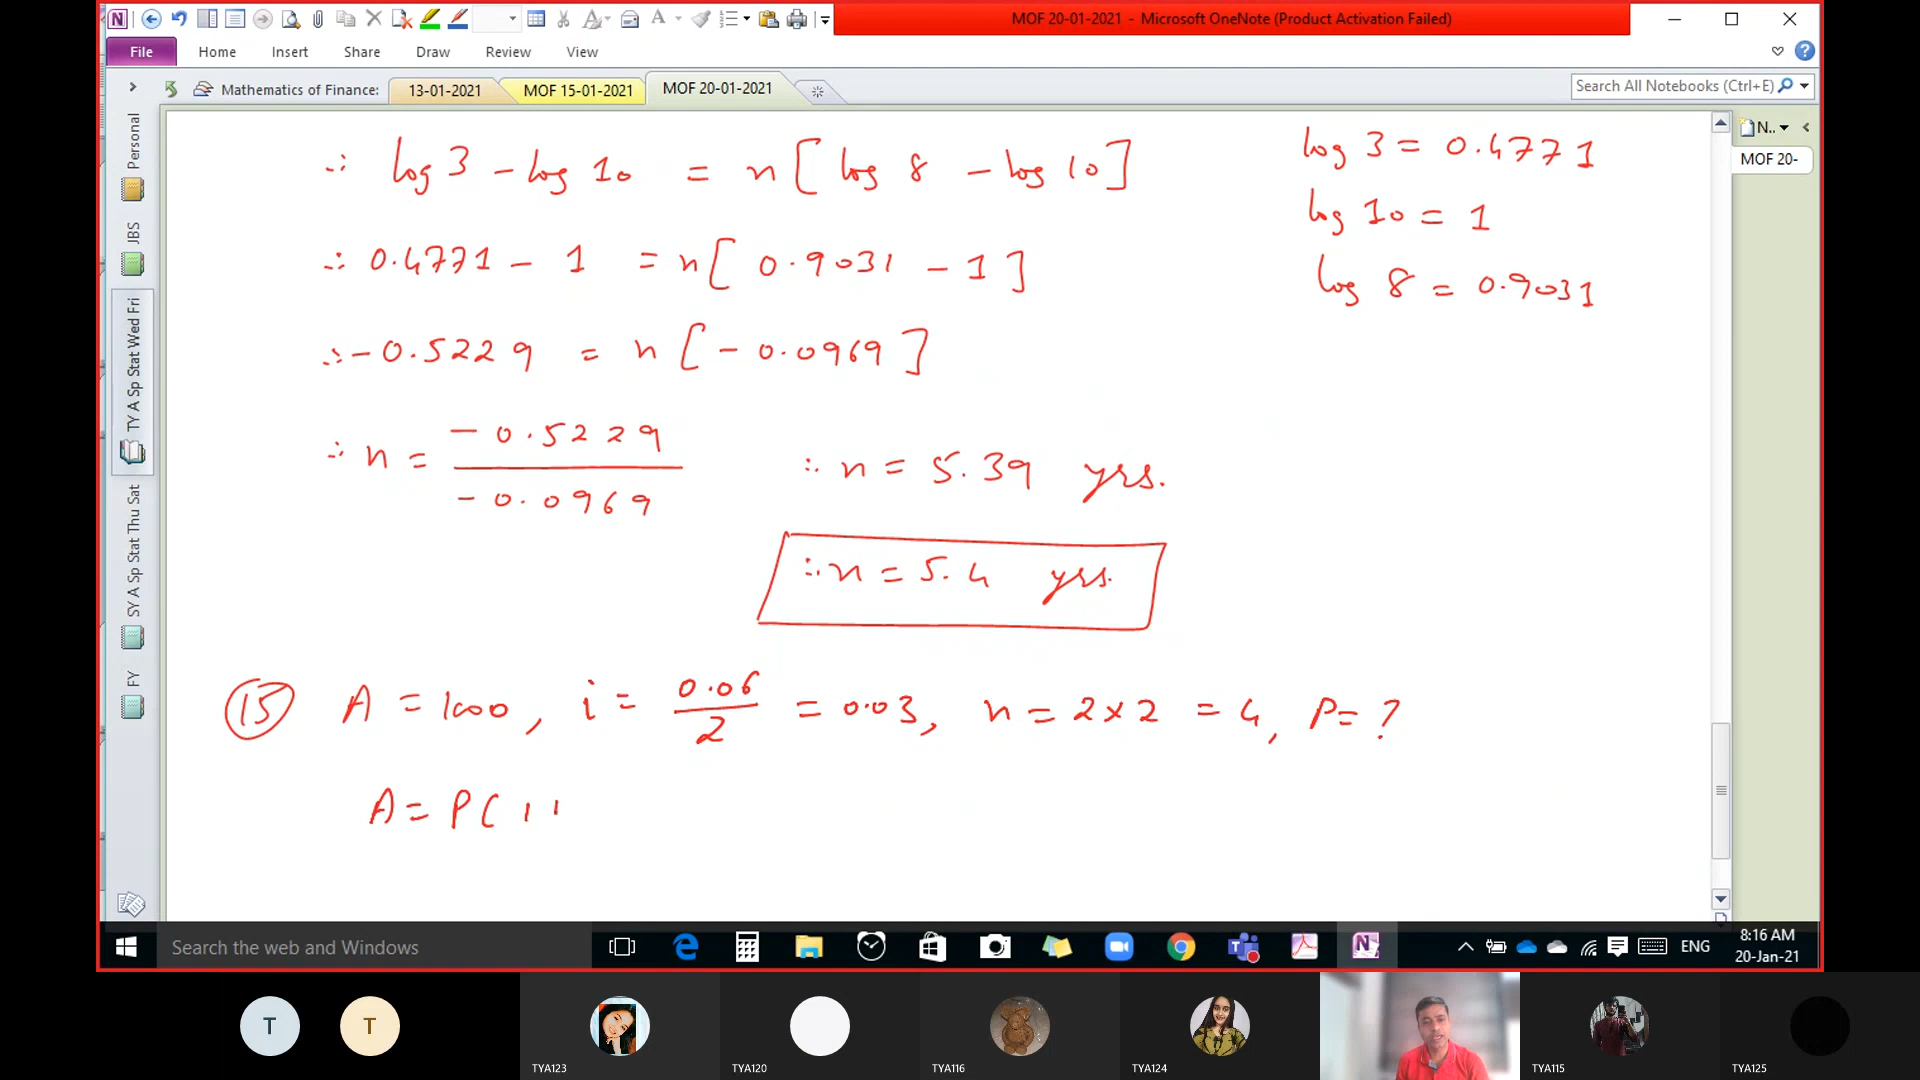 MOF 20-01-2021 - Microsoft OneNote (Product Activation Failed)
File Home Insert Share Draw Review View
Mathematics of Finance: 13-01-2021 MOF 15-01-2021 MOF 20-01-2021
Search All Notebooks (Ctrl+E)
N..
MOF 20-
Personal
JBS
TY A Sp Stat Wed Fri
SY A Sp Stat Thu Sat
FY
∴ log 3 - log 10 = n [ log 8 - log 10 ]
log 3 = 0.4771
log 10 = 1
∴ 0.4771 - 1 = n [ 0.9031 - 1 ]
log 8 = 0.9031
∴ -0.5229 = n [ -0.0969 ]
∴ n = -0.5229 / -0.0969 ∴ n = 5.39 yrs.
∴ n = 5.4 yrs.
15 A = 1000, i = 0.06 / 2 = 0.03, n = 2 × 2 = 4, P = ?
A = P ( 1
Search the web and Windows
ENG
8:16 AM
20-Jan-21
T T
TYA123 TYA120 TYA116 TYA124 TYA115 TYA125